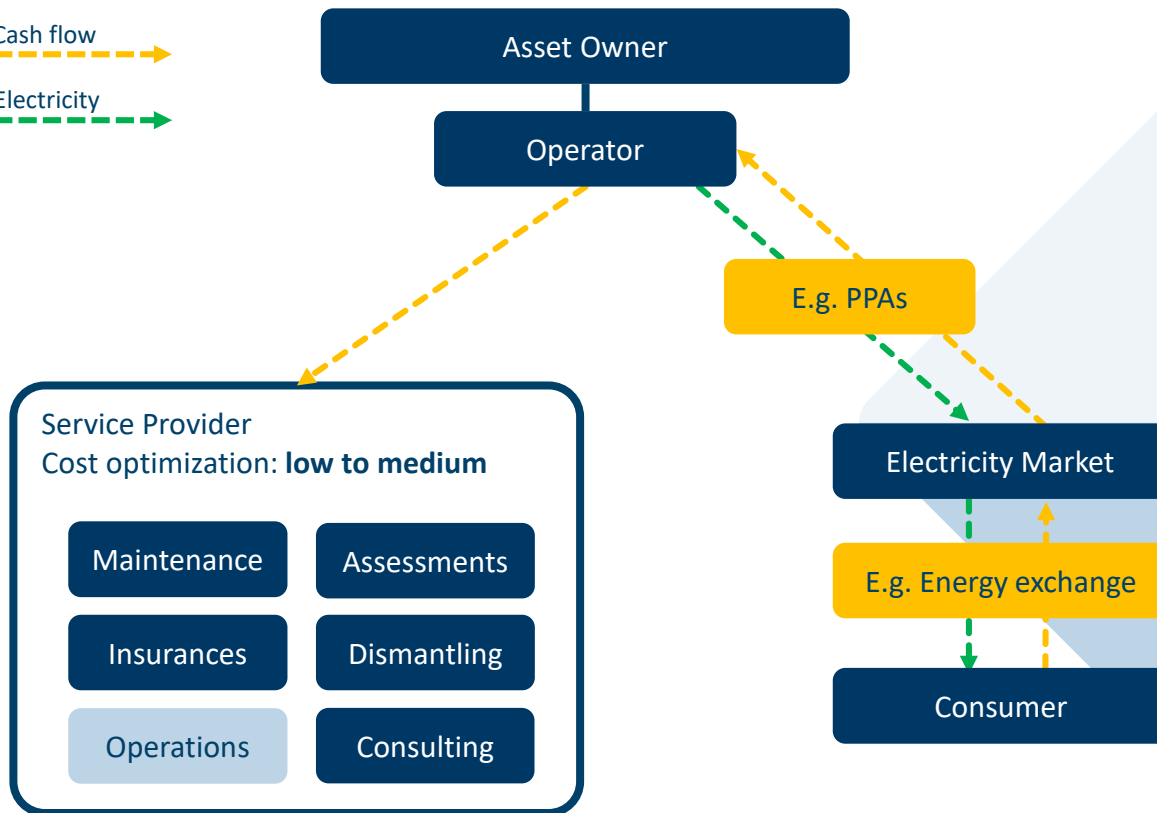 Cash flow
Electricity
Asset Owner
Operator
E.g. PPAs
Service Provider
Cost optimization: low to medium
Maintenance
Assessments
Insurances
Dismantling
Operations
Consulting
Electricity Market
E.g. Energy exchange
Consumer